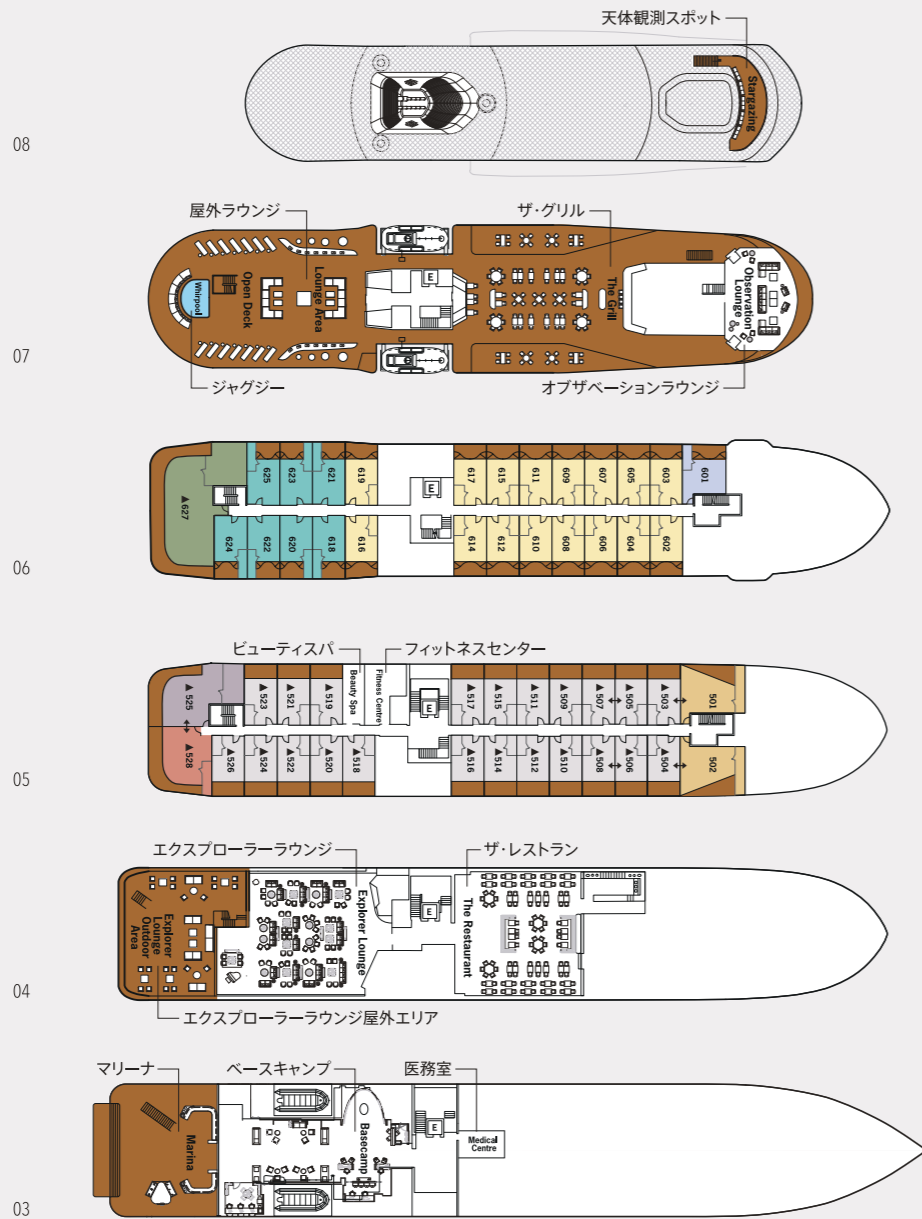 天体観測スポット
Stargazing
08
屋外ラウンジ
ザ・グリル
Whirlpool
Open Deck
Lounge Area
E
The Grill
Observation
Lounge
07
ジャグジー
オブザベーションラウンジ
625
623
621
619
617
615
611
609
607
605
603
601
▲627
E
624
622
620
618
616
614
612
610
608
606
604
602
06
ビューティスパ
フィットネスセンター
▲525
▲523
▲521
▲519
Beauty Spa
Fitness Centre
E
▲517
▲515
▲511
▲509
▲507
▲505
▲503
501
▲528
▲526
▲524
▲522
▲520
▲518
▲516
▲514
▲512
▲510
▲508
▲506
▲504
502
05
エクスプローラーラウンジ
ザ・レストラン
Explorer
Lounge
Outdoor
Area
Explorer Lounge
E
The Restaurant
04
エクスプローラーラウンジ屋外エリア
マリーナ
ベースキャンプ
医務室
Marina
Basecamp
E
Medical
Centre
03